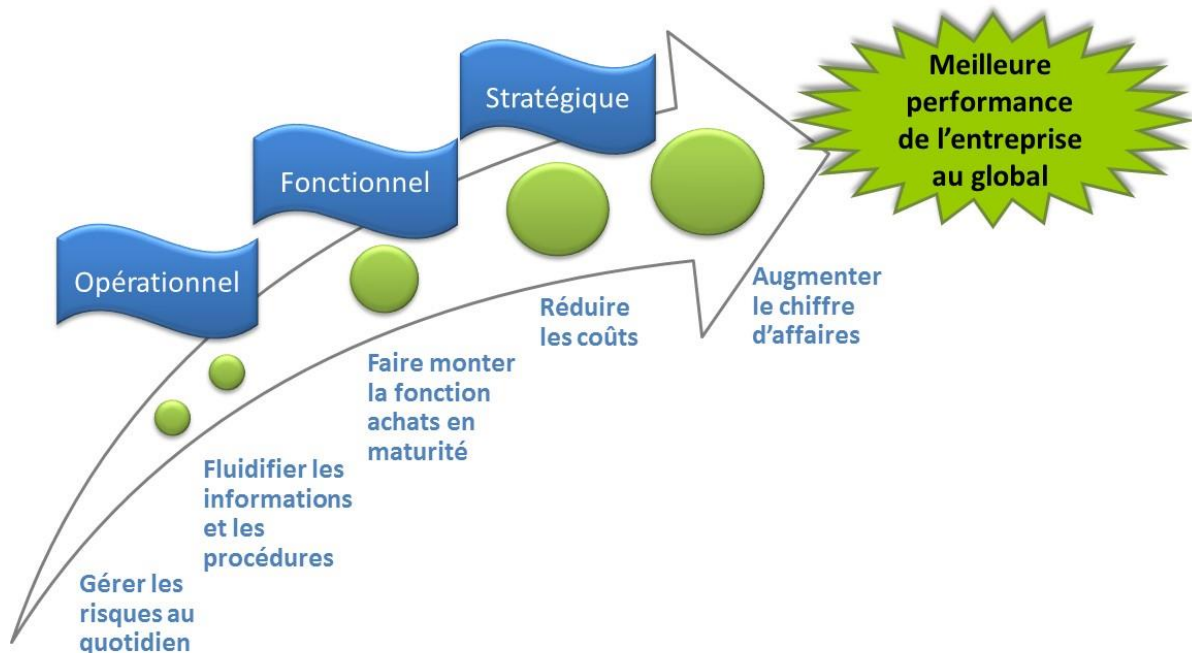 Opérationnel
Fonctionnel
Stratégique
Meilleure
performance
de l’entreprise
au global
Gérer les
risques au
quotidien
Fluidifier les
informations
et les
procédures
Faire monter
la fonction
achats en
maturité
Réduire
les coûts
Augmenter
le chiffre
d’affaires